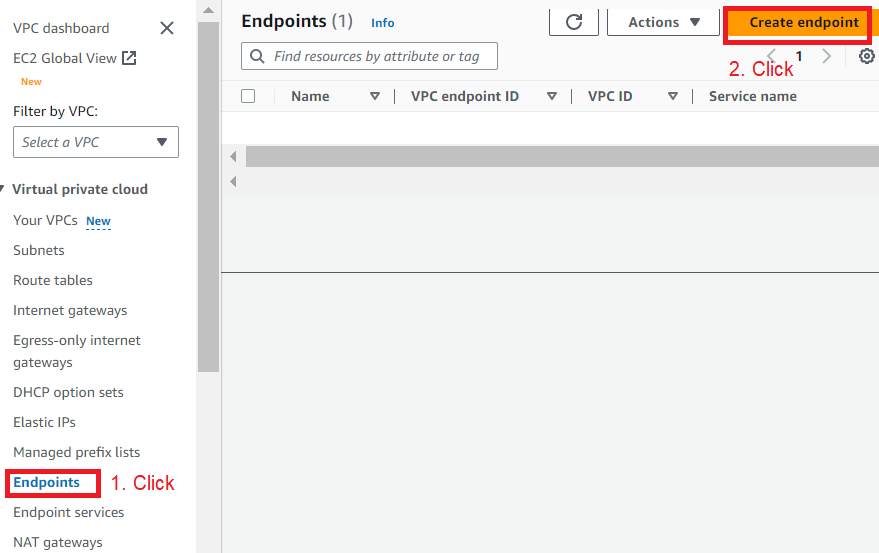 VPC dashboard
EC2 Global View
New
Filter by VPC:
Select a VPC
Virtual private cloud
Your VPCs New
Subnets
Route tables
Internet gateways
Egress-only internet
gateways
DHCP option sets
Elastic IPs
Managed prefix lists
Endpoints 1. Click
Endpoint services
NAT gateways
Endpoints (1) Info
Actions
Create endpoint
Find resources by attribute or tag
2. Click
1
Name
VPC endpoint ID
VPC ID
Service name